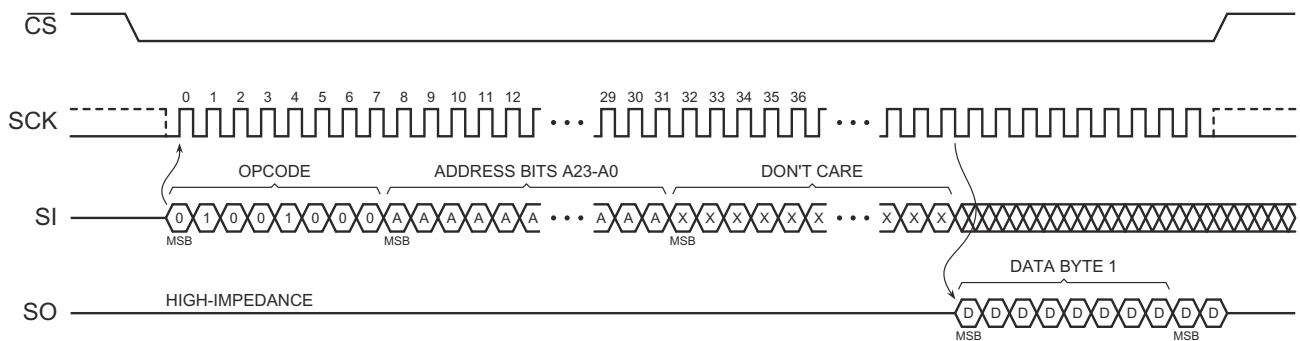 CS
0 1 2 3 4 5 6 7 8 9 10 11 12 29 30 31 32 33 34 35 36
SCK
OPCODE ADDRESS BITS A23-A0 DON'T CARE
SI 0 1 0 0 1 0 0 0 A A A A A A A A A X X X X X X X X X
MSB MSB MSB
DATA BYTE 1
HIGH-IMPEDANCE
SO D D D D D D D D D D
MSB MSB